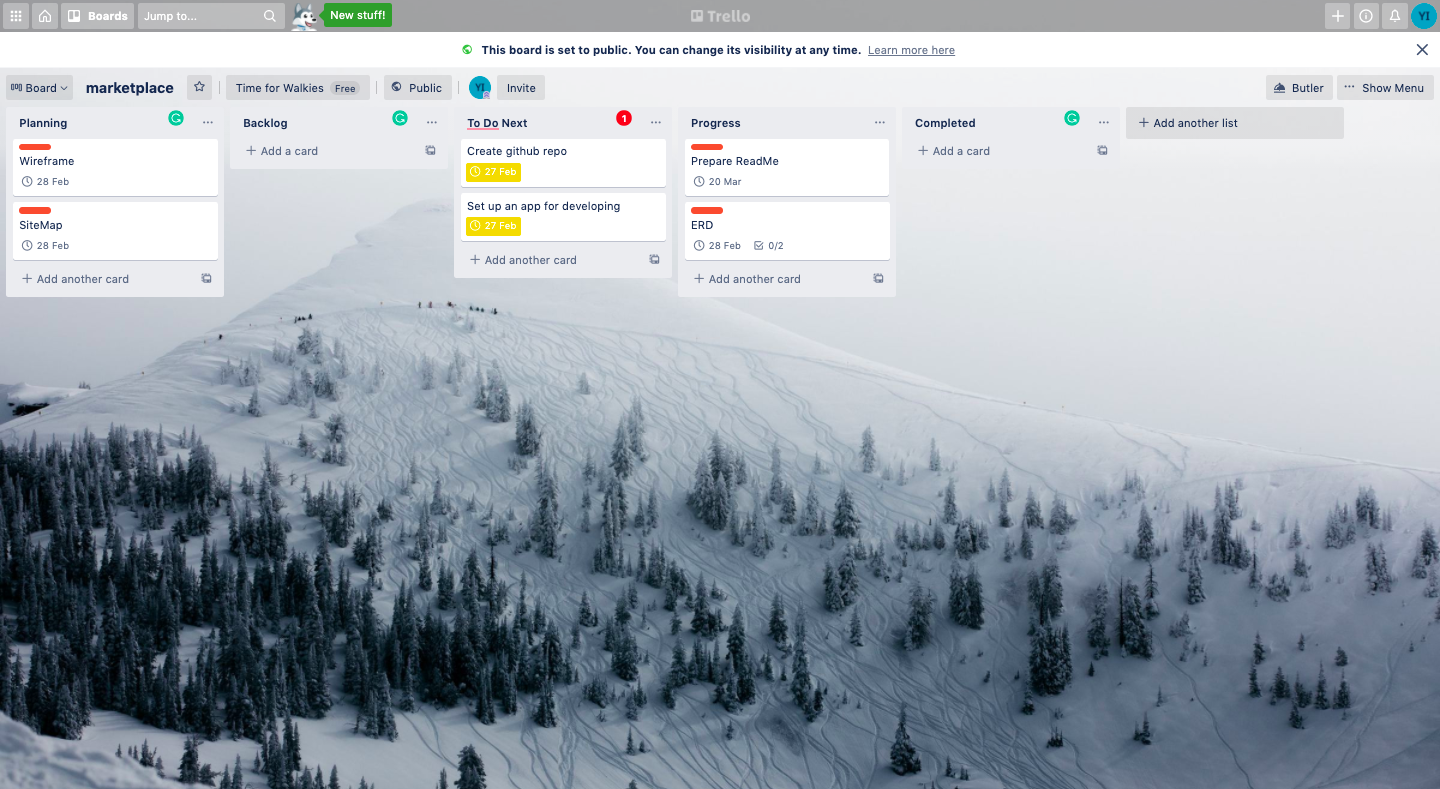 Boards
Jump to...
New stuff!
Trello
YI
This board is set to public. You can change its visibility at any time. Learn more here
Board
marketplace
Time for Walkies Free
Public
YI
Invite
Butler
Show Menu
Planning
Wireframe
28 Feb
SiteMap
28 Feb
Add another card
Backlog
Add a card
To Do Next
1
Create github repo
27 Feb
Set up an app for developing
27 Feb
Add another card
Progress
Prepare ReadMe
20 Mar
ERD
28 Feb 0/2
Add another card
Completed
Add a card
Add another list